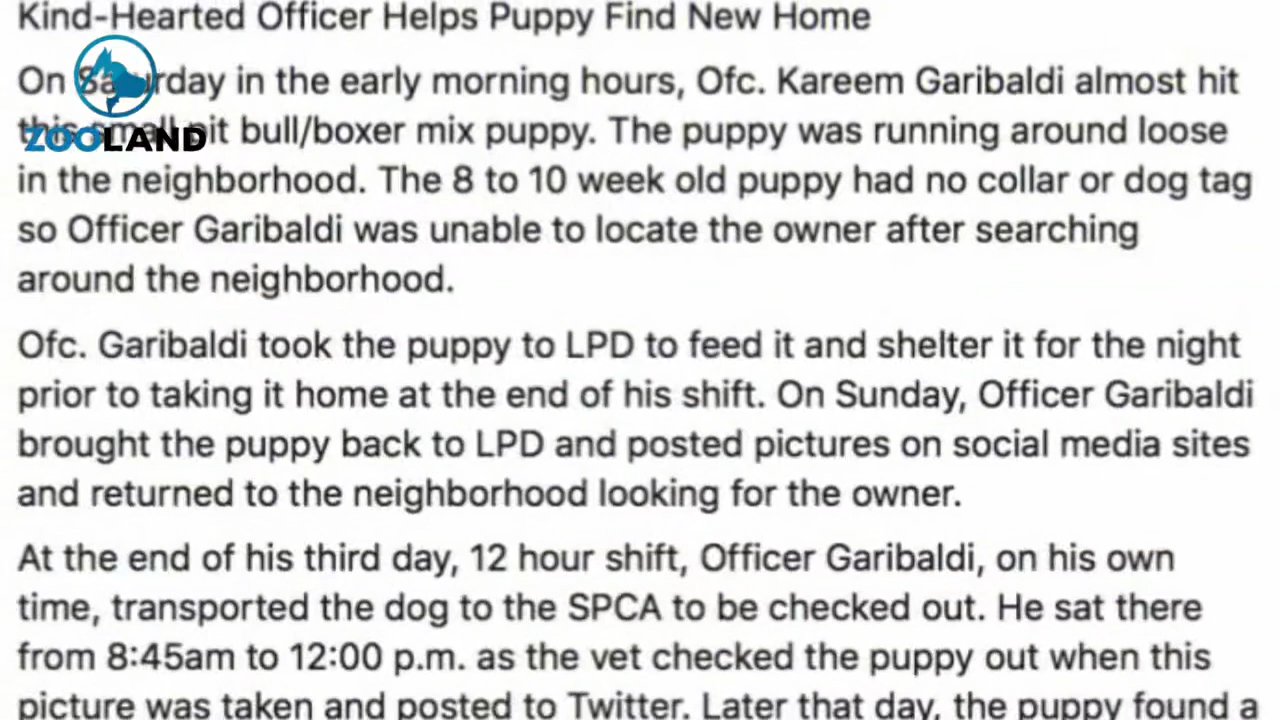 Kind-Hearted Officer Helps Puppy Find New Home
On Saturday in the early morning hours, Ofc. Kareem Garibaldi almost hit
this small pit bull/boxer mix puppy. The puppy was running around loose
in the neighborhood. The 8 to 10 week old puppy had no collar or dog tag
so Officer Garibaldi was unable to locate the owner after searching
around the neighborhood.
Ofc. Garibaldi took the puppy to LPD to feed it and shelter it for the night
prior to taking it home at the end of his shift. On Sunday, Officer Garibaldi
brought the puppy back to LPD and posted pictures on social media sites
and returned to the neighborhood looking for the owner.
At the end of his third day, 12 hour shift, Officer Garibaldi, on his own
time, transported the dog to the SPCA to be checked out. He sat there
from 8:45am to 12:00 p.m. as the vet checked the puppy out when this
picture was taken and posted to Twitter. Later that day, the puppy found a
ZOOLAND